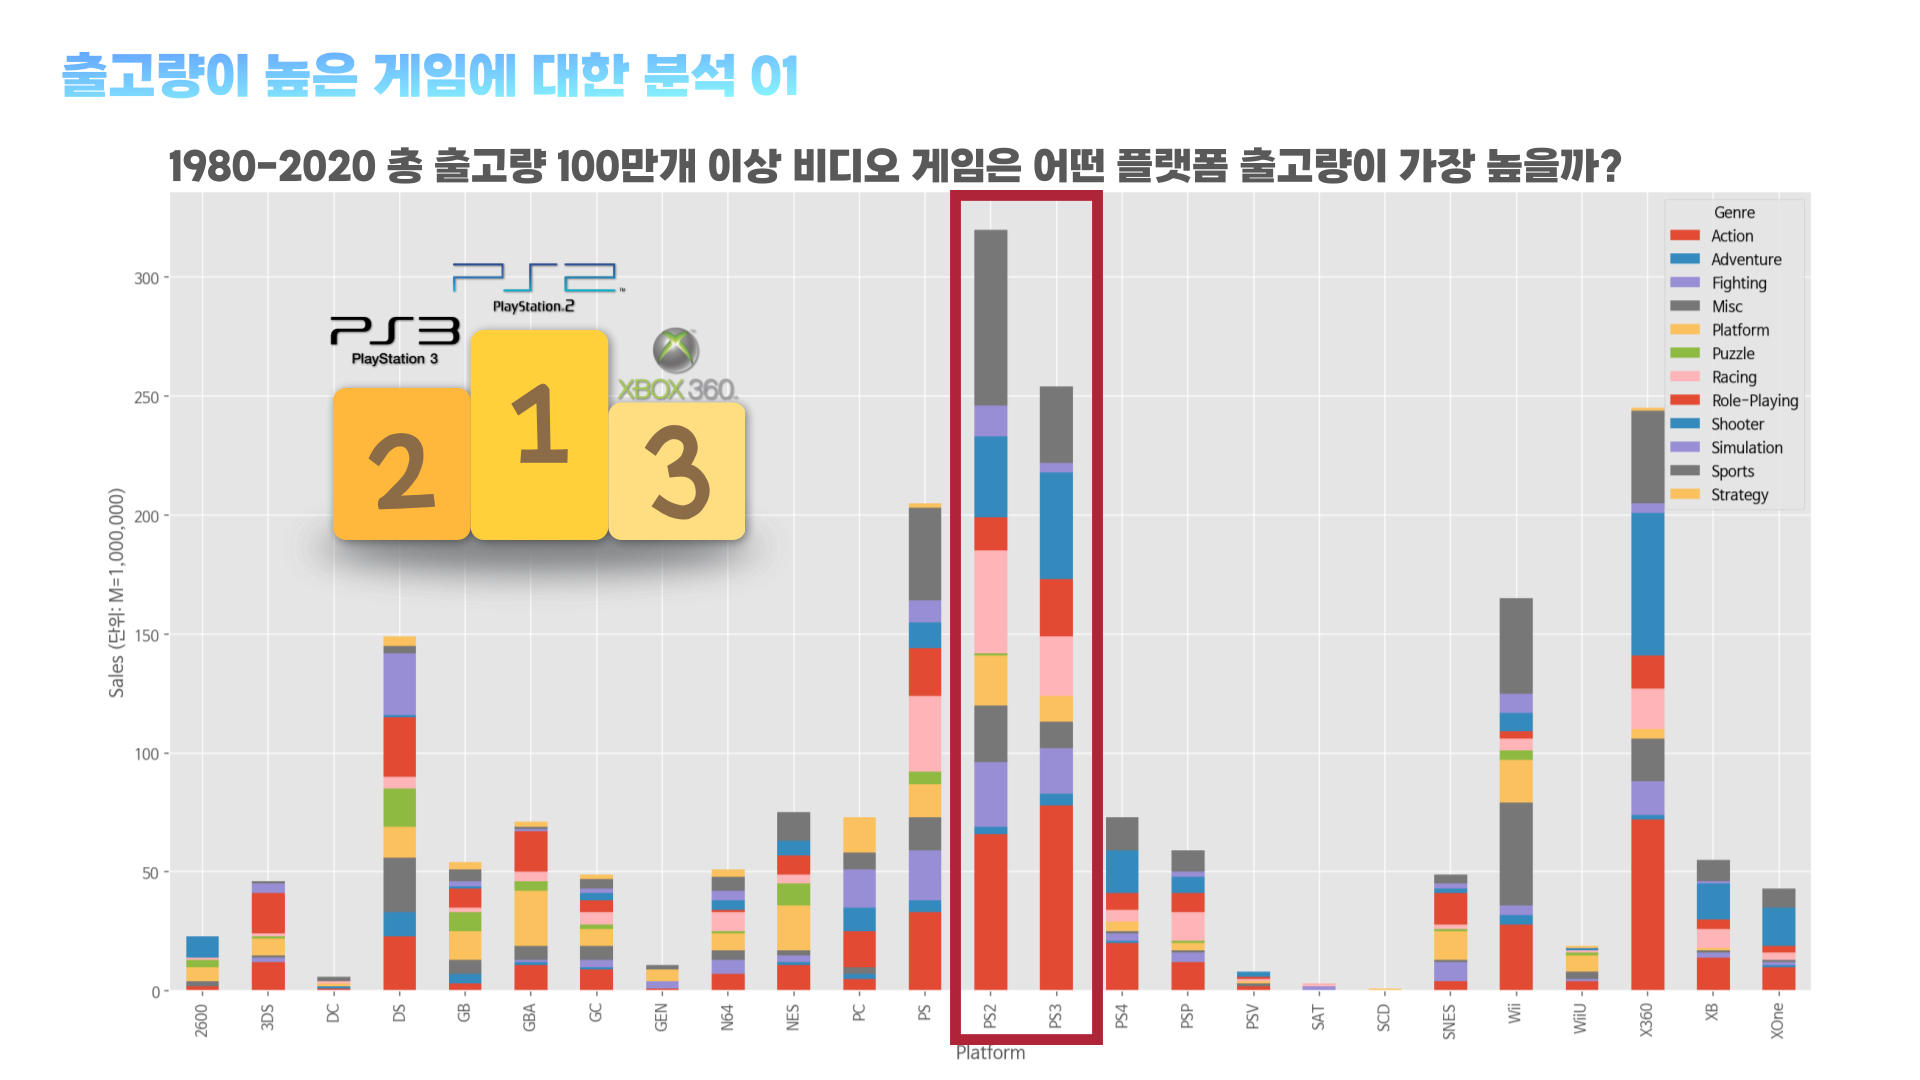 출고량이 높은 게임에 대한 분석 01
1980-2020 총 출고량 100만개 이상 비디오 게임은 어떤 플랫폼 출고량이 가장 높을까?
PS2
PlayStation.2
™
PS3
PlayStation 3
XBOX 360.
1
2
3
Genre
Action
Adventure
Fighting
Misc
Platform
Puzzle
Racing
Role-Playing
Shooter
Simulation
Sports
Strategy
Sales (단위: M=1,000,000)
300
250
200
150
100
50
0
2600
3DS
DC
DS
GB
GBA
GC
GEN
N64
NES
PC
PS
PS2
PS3
PS4
PSP
PSV
SAT
SCD
SNES
Wii
WiiU
X360
XB
XOne
Platform